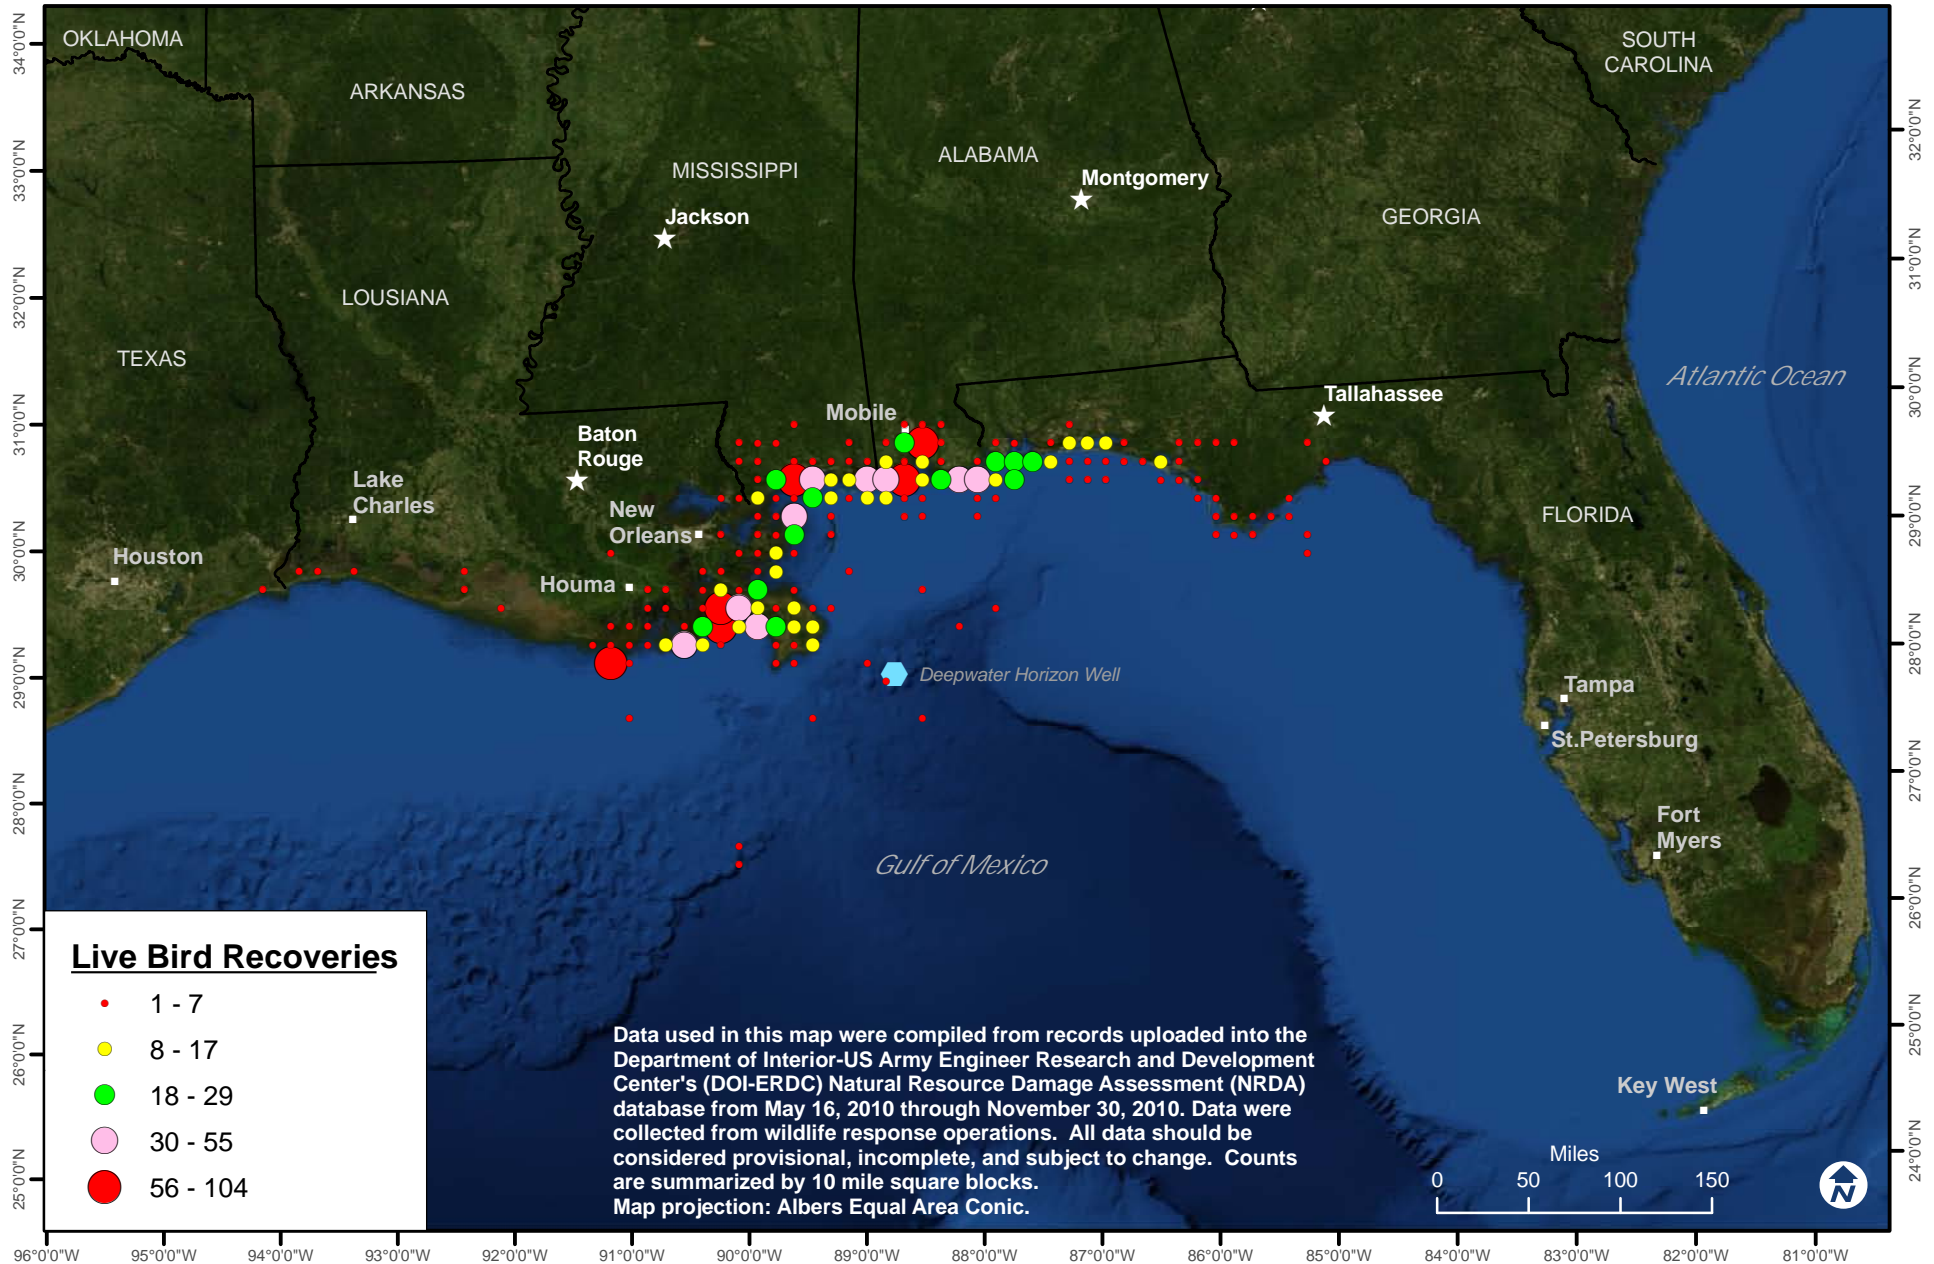 OKLAHOMA
ARKANSAS
MISSISSIPPI
ALABAMA
GEORGIA
SOUTH
CAROLINA
Montgomery
Jackson
LOUSIANA
TEXAS
Atlantic Ocean
Tallahassee
Mobile
Baton
Rouge
Lake
Charles
New
Orleans
FLORIDA
Houston
Houma
Deepwater Horizon Well
Tampa
St.Petersburg
Fort
Myers
Gulf of Mexico
Key West
Live Bird Recoveries
1 - 7
8 - 17
18 - 29
30 - 55
56 - 104
Data used in this map were compiled from records uploaded into the
Department of Interior-US Army Engineer Research and Development
Center's (DOI-ERDC) Natural Resource Damage Assessment (NRDA)
database from May 16, 2010 through November 30, 2010. Data were
collected from wildlife response operations.  All data should be
considered provisional, incomplete, and subject to change.  Counts
are summarized by 10 mile square blocks.
Map projection: Albers Equal Area Conic.
Miles
0 50 100 150
N
34°0'0"N
33°0'0"N
32°0'0"N
31°0'0"N
30°0'0"N
29°0'0"N
28°0'0"N
27°0'0"N
26°0'0"N
25°0'0"N
32°0'0"N
31°0'0"N
30°0'0"N
29°0'0"N
28°0'0"N
27°0'0"N
26°0'0"N
25°0'0"N
24°0'0"N
96°0'0"W 95°0'0"W 94°0'0"W 93°0'0"W 92°0'0"W 91°0'0"W 90°0'0"W 89°0'0"W 88°0'0"W 87°0'0"W 86°0'0"W 85°0'0"W 84°0'0"W 83°0'0"W 82°0'0"W 81°0'0"W